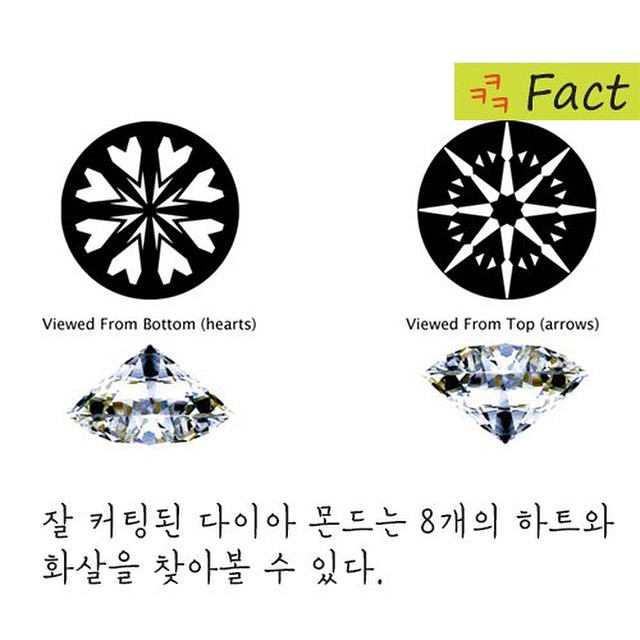 ㅋㅋㅋ Fact
Viewed From Bottom (hearts)
Viewed From Top (arrows)
잘 커팅된 다이아 몬드는 8개의 하트와
화살을 찾아볼 수 있다.